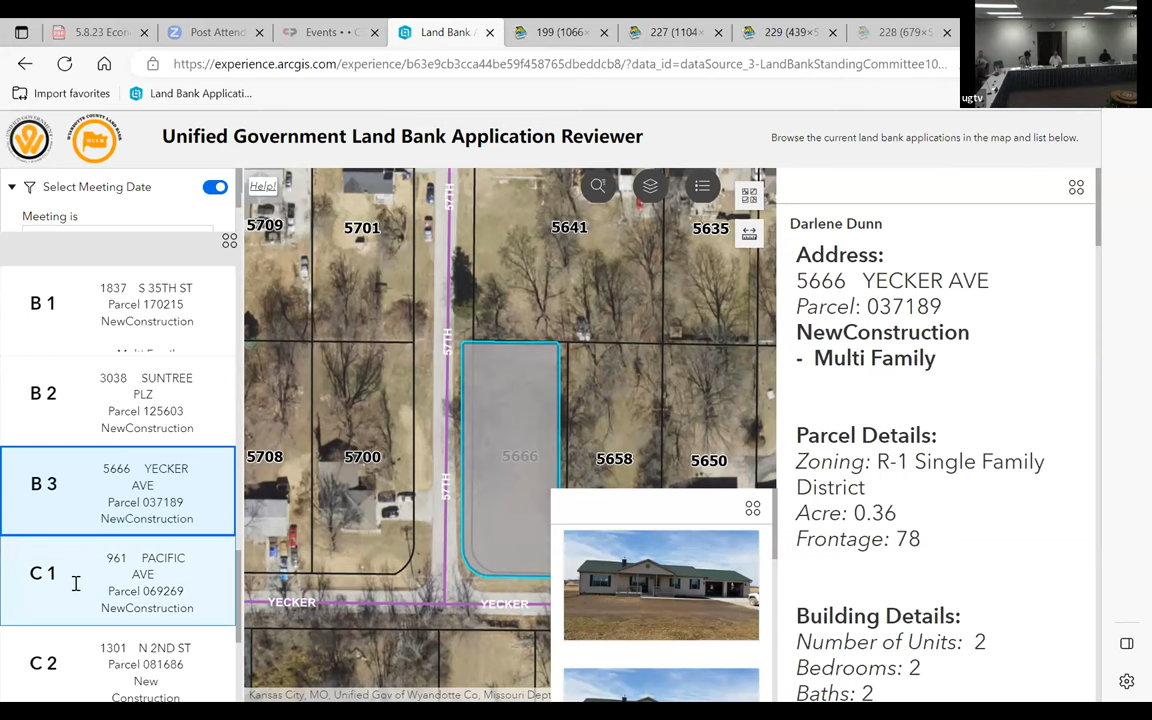 5.8.23 Econ
Post Attend
Events •• C
Land Bank A
199 (1066×
227 (1104×
229 (439×5
228 (679×5
https://experience.arcgis.com/experience/b63e9cb3cca44be59f458765dbeddcb8/?data_id=dataSource_3-LandBankStandingCommittee10...
Import favorites
Land Bank Applicati...
ugtv
Unified Government Land Bank Application Reviewer
Browse the current land bank applications in the map and list below.
Select Meeting Date
Meeting is
B 1
1837 S 35TH ST
Parcel 170215
NewConstruction
B 2
3038 SUNTREE
PLZ
Parcel 125603
NewConstruction
B 3
5666 YECKER
AVE
Parcel 037189
NewConstruction
C 1
961 PACIFIC
AVE
Parcel 069269
NewConstruction
C 2
1301 N 2ND ST
Parcel 081686
New
Construction
Help!
5709
5701
5641
5635
57TH
57TH
57TH
5708
5700
5666
5658
5650
YECKER
YECKER
Kansas City, MO, Unified Gov of Wyandotte Co, Missouri Dept
Darlene Dunn
Address:
5666 YECKER AVE
Parcel: 037189
NewConstruction
- Multi Family
Parcel Details:
Zoning: R-1 Single Family
District
Acre: 0.36
Frontage: 78
Building Details:
Number of Units: 2
Bedrooms: 2
Baths: 2